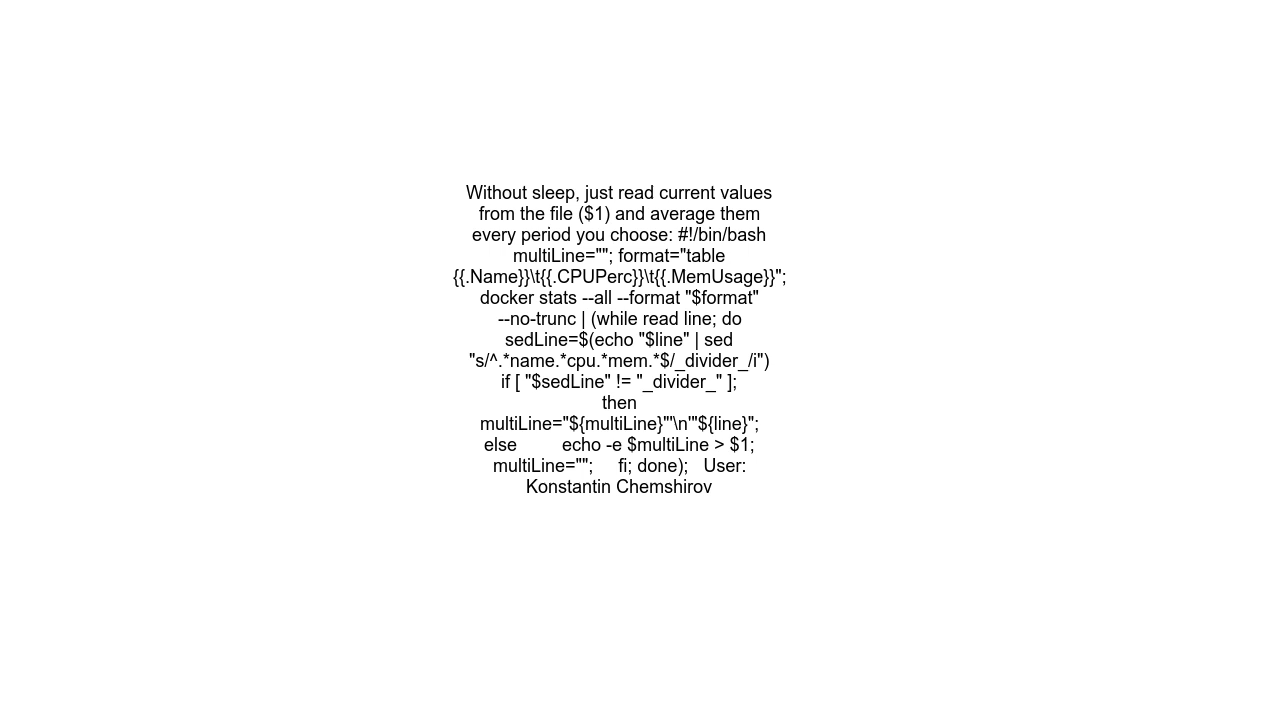 Without sleep, just read current values
from the file ($1) and average them
every period you choose: #!/bin/bash
multiLine=""; format="table
{{.Name}}\t{{.CPUPerc}}\t{{.MemUsage}}";
docker stats --all --format "$format"
--no-trunc | (while read line; do
sedLine=$(echo "$line" | sed
"s/^.*name.*cpu.*mem.*$/_divider_/i")
if [ "$sedLine" != "_divider_" ];
then
multiLine="${multiLine}"'\n'"${line}";
else         echo -e $multiLine > $1;
multiLine="";     fi; done);   User:
Konstantin Chemshirov